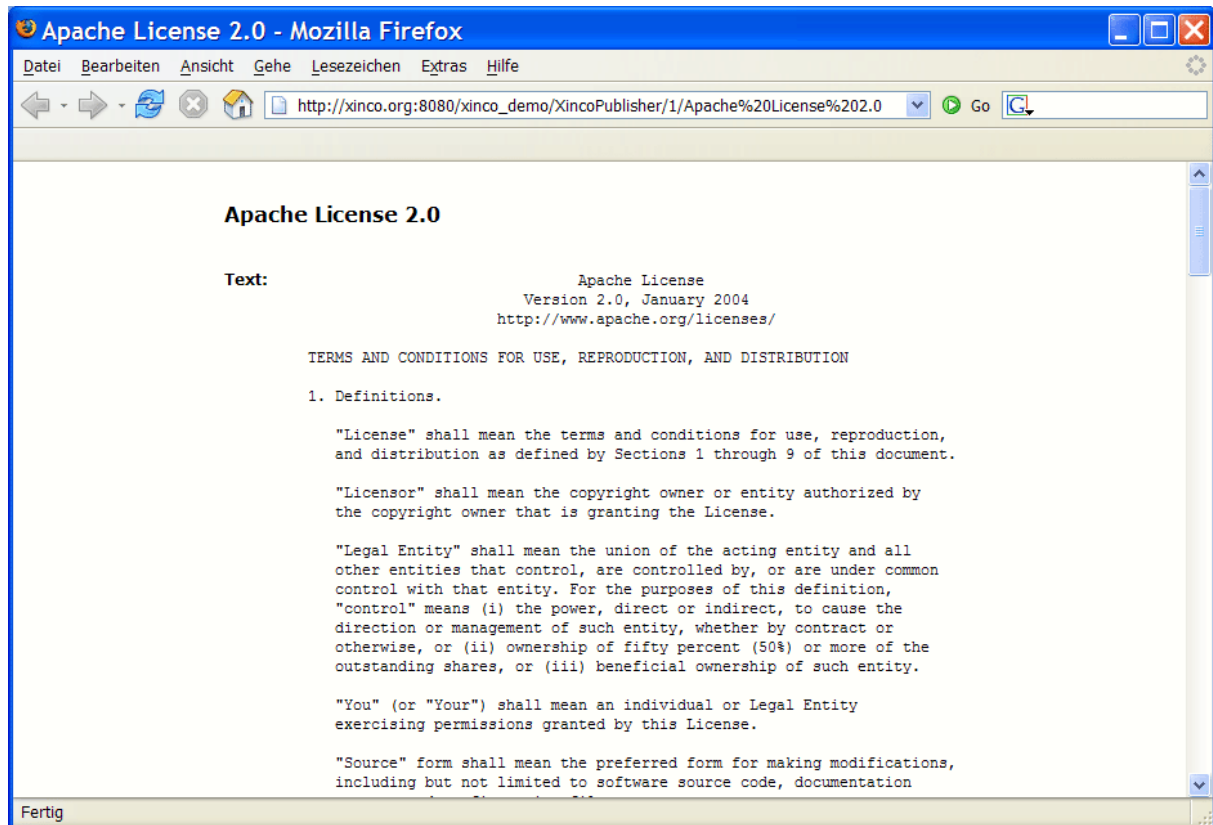 Apache License 2.0 - Mozilla Firefox
Datei Bearbeiten Ansicht Gehe Lesezeichen Extras Hilfe
http://xinco.org:8080/xinco_demo/XincoPublisher/1/Apache%20License%202.0 Go G
Apache License 2.0
Text:
Apache License
Version 2.0, January 2004
http://www.apache.org/licenses/
TERMS AND CONDITIONS FOR USE, REPRODUCTION, AND DISTRIBUTION
1. Definitions.
"License" shall mean the terms and conditions for use, reproduction,
and distribution as defined by Sections 1 through 9 of this document.
"Licensor" shall mean the copyright owner or entity authorized by
the copyright owner that is granting the License.
"Legal Entity" shall mean the union of the acting entity and all
other entities that control, are controlled by, or are under common
control with that entity. For the purposes of this definition,
"control" means (i) the power, direct or indirect, to cause the
direction or management of such entity, whether by contract or
otherwise, or (ii) ownership of fifty percent (50%) or more of the
outstanding shares, or (iii) beneficial ownership of such entity.
"You" (or "Your") shall mean an individual or Legal Entity
exercising permissions granted by this License.
"Source" form shall mean the preferred form for making modifications,
including but not limited to software source code, documentation
Fertig